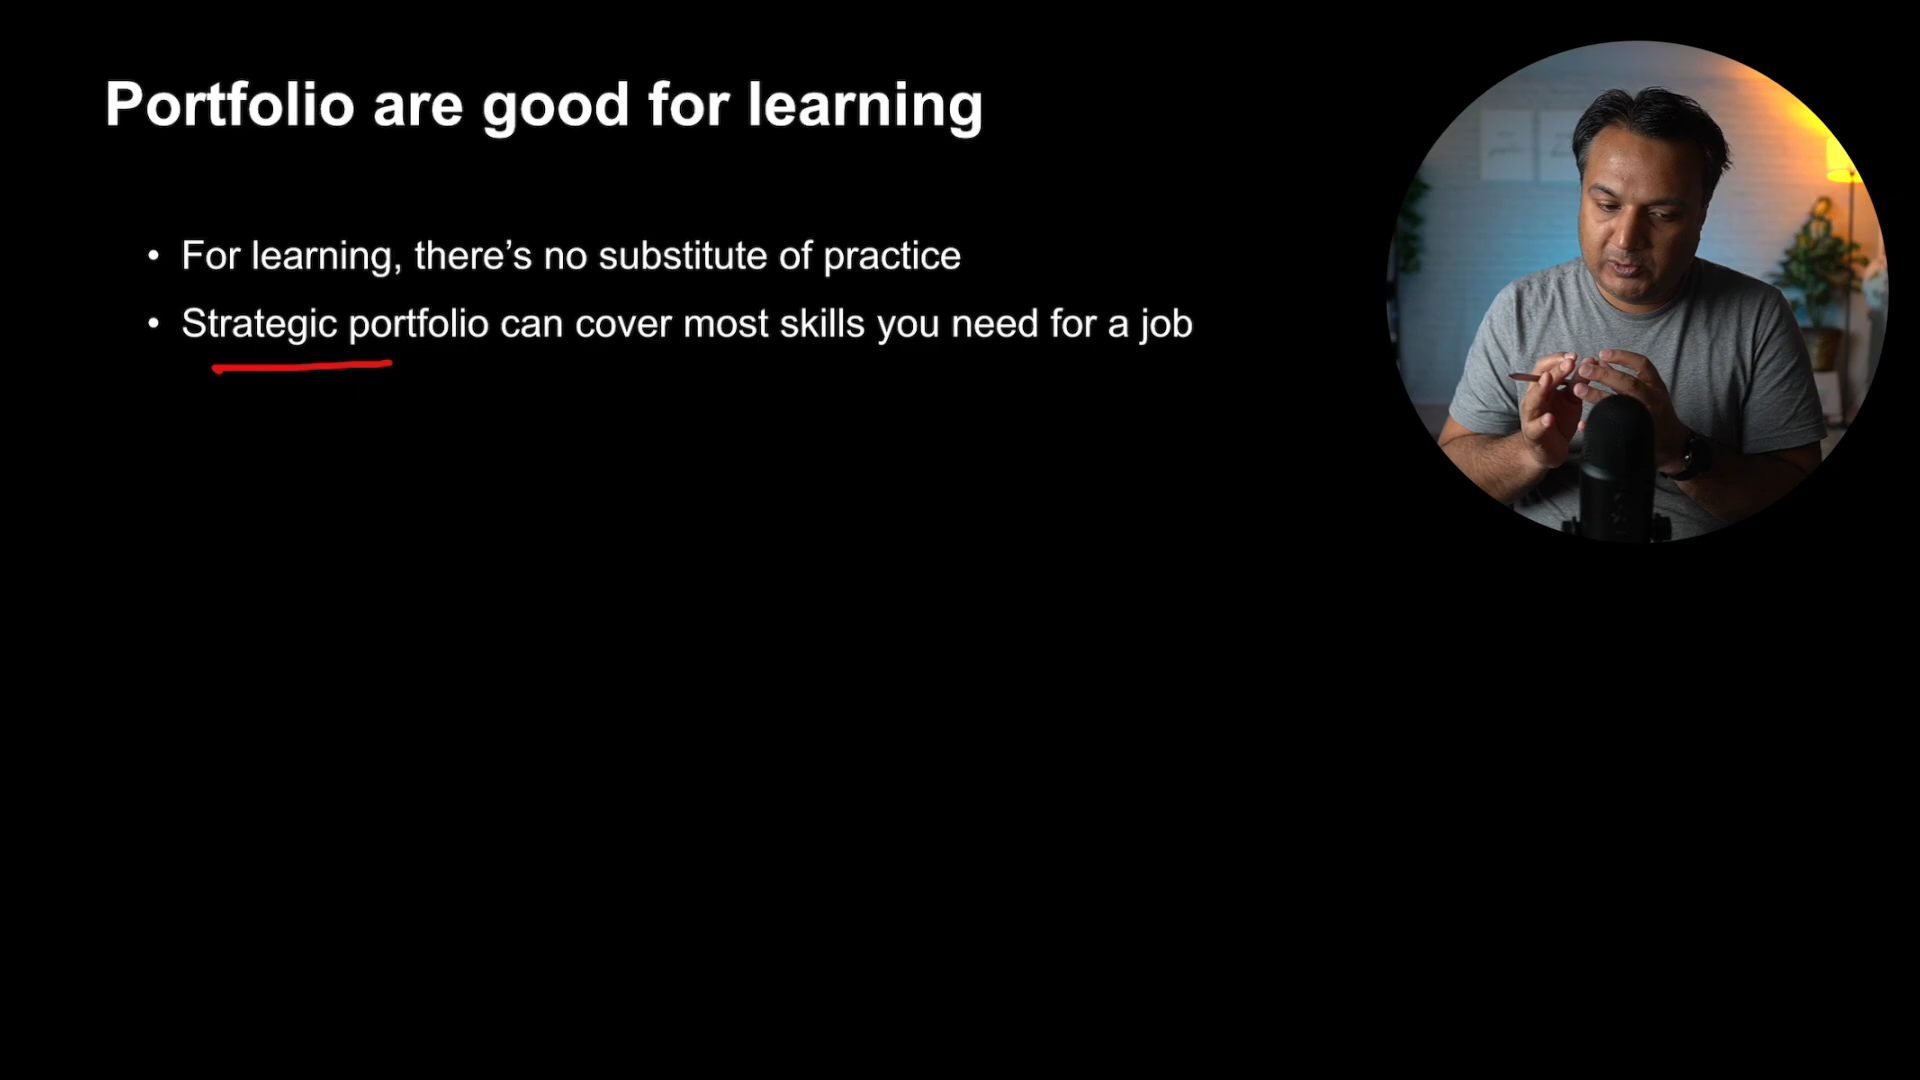 Portfolio are good for learning
• For learning, there’s no substitute of practice
• Strategic portfolio can cover most skills you need for a job